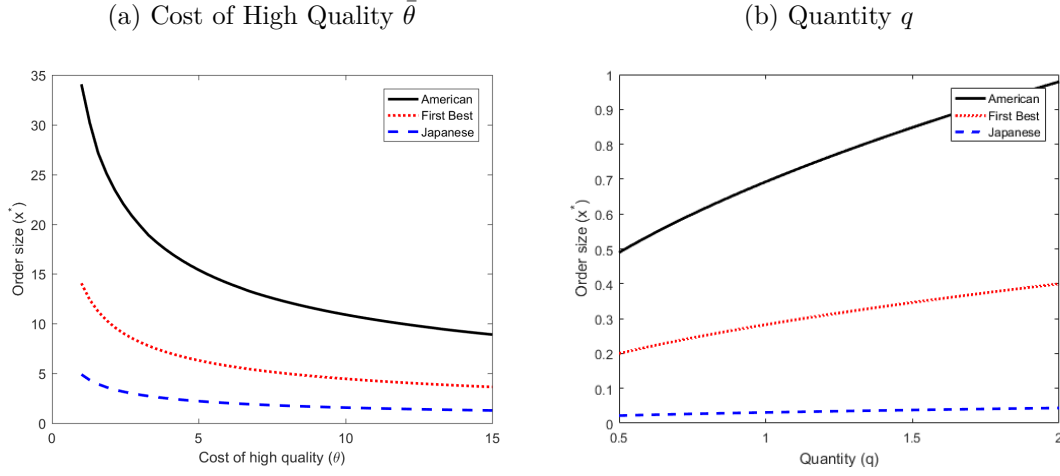 (a) Cost of High Quality θ̄
(b) Quantity q
35
30
25
20
15
10
5
0
Order size (x*)
0
5
10
15
Cost of high quality (θ)
American
First Best
Japanese
1
0.9
0.8
0.7
0.6
0.5
0.4
0.3
0.2
0.1
0
Order size (x*)
0.5
1
1.5
2
Quantity (q)
American
First Best
Japanese